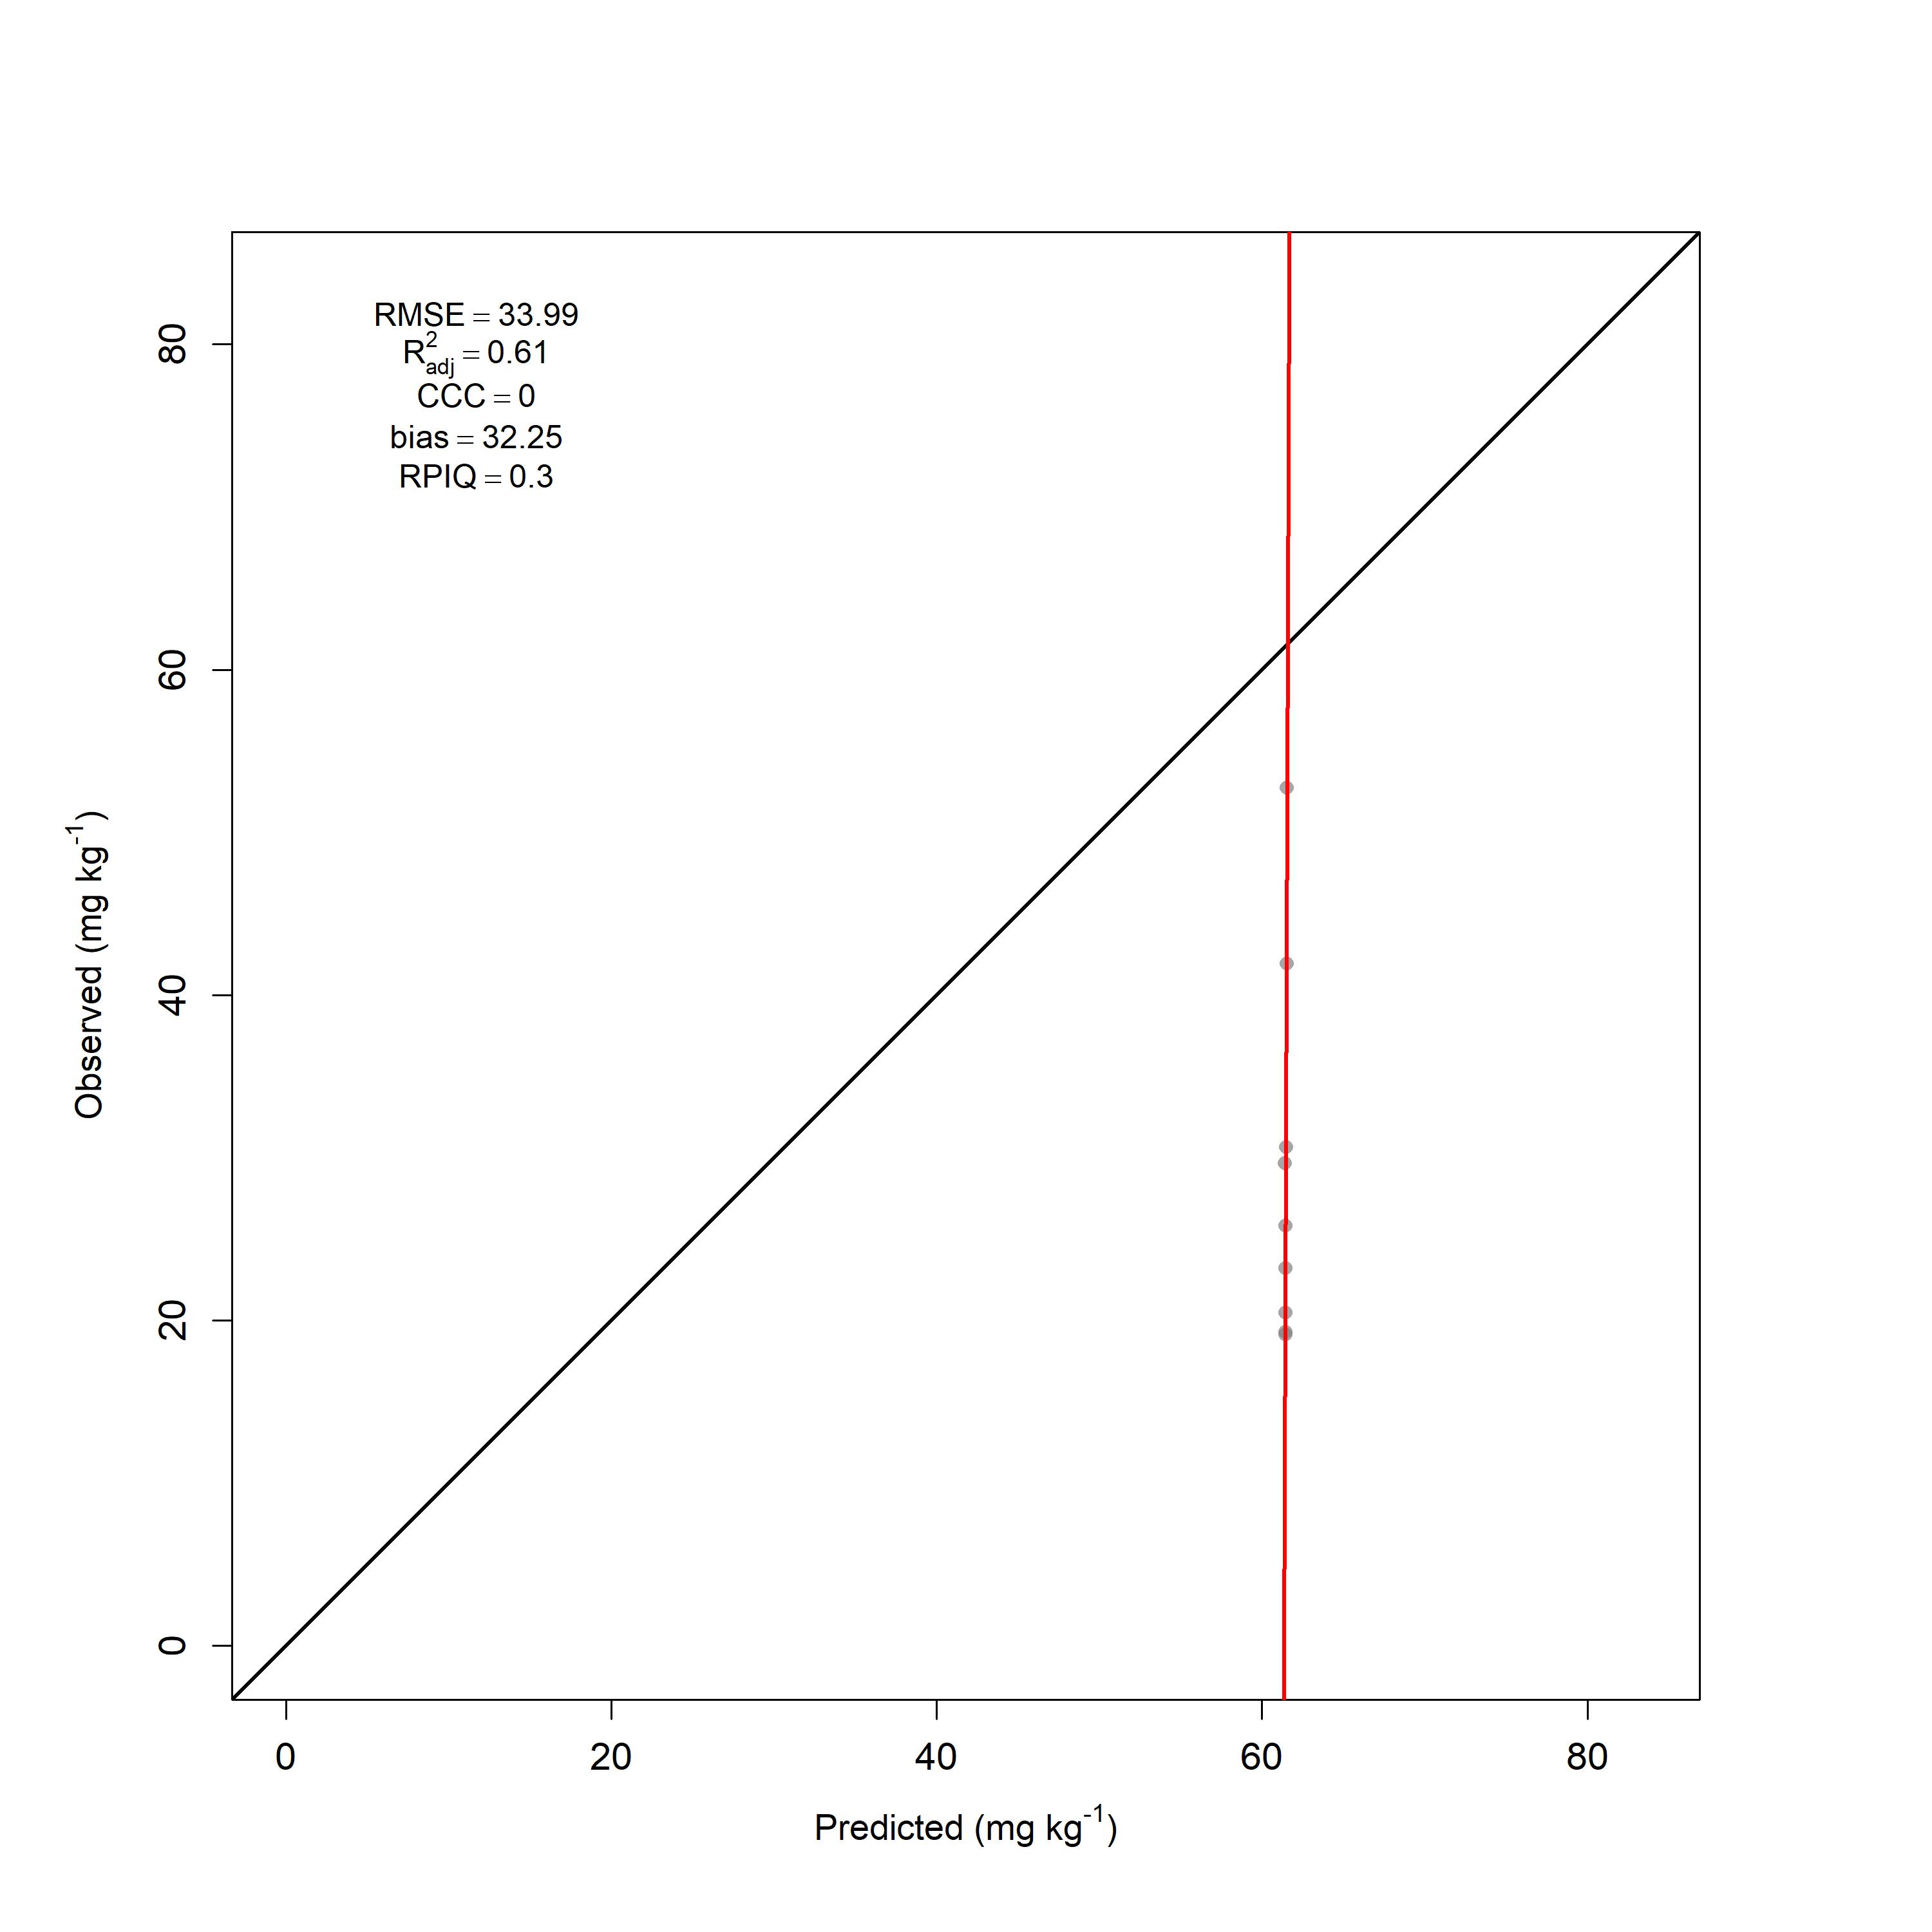 RMSE = 33.99
R²adj = 0.61
CCC = 0
bias = 32.25
RPIQ = 0.3
80
60
40
20
0
Observed (mg kg⁻¹)
0 20 40 60 80
Predicted (mg kg⁻¹)